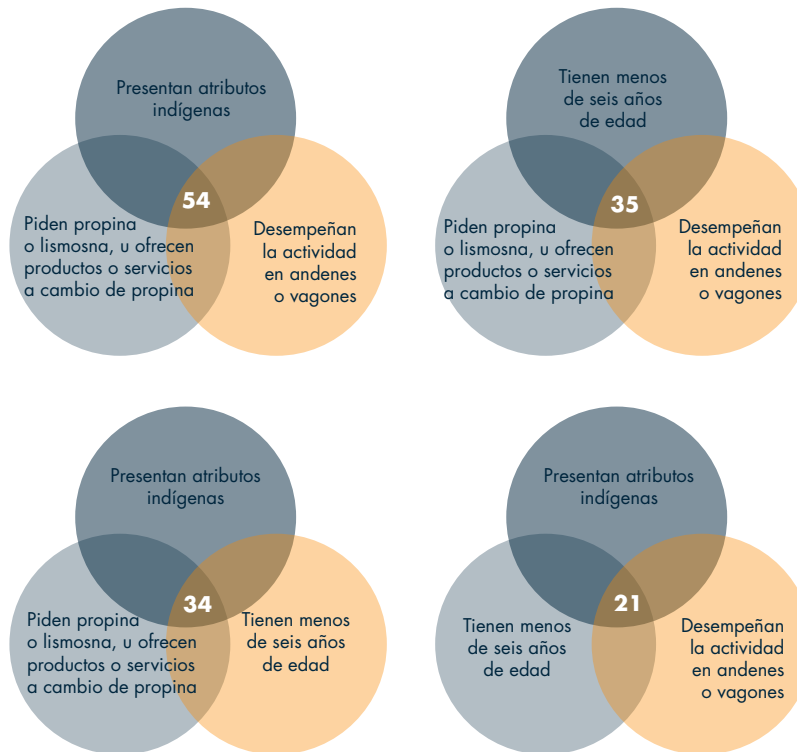 Presentan atributos
indígenas
54
Piden propina
o lismosna, u ofrecen
productos o servicios
a cambio de propina
Desempeñan
la actividad
en andenes
o vagones
Tienen menos
de seis años
de edad
35
Piden propina
o lismosna, u ofrecen
productos o servicios
a cambio de propina
Desempeñan
la actividad
en andenes
o vagones
Presentan atributos
indígenas
34
Piden propina
o lismosna, u ofrecen
productos o servicios
a cambio de propina
Tienen menos
de seis años
de edad
Presentan atributos
indígenas
21
Tienen menos
de seis años
de edad
Desempeñan
la actividad
en andenes
o vagones